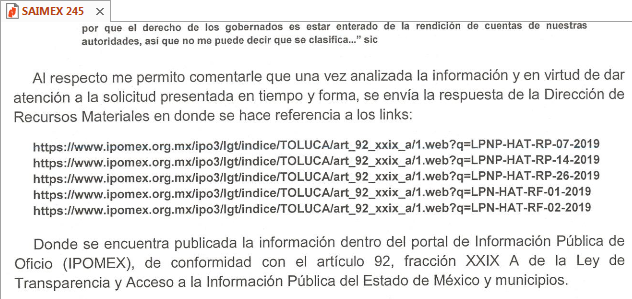 SAIMEX 245 ×
por que el derecho de los gobernados es estar enterado de la rendición de cuentas de nuestras
autoridades, asi que no me puede decir que se clasifica..." sic
Al respecto me permito comentarle que una vez analizada la información y en virtud de dar
atención a la solicitud presentada en tiempo y forma, se envía la respuesta de la Dirección de
Recursos Materiales en donde se hace referencia a los links:
https://www.ipomex.org.mx/ipo3/lgt/indice/TOLUCA/art_92_xxix_a/1.web?q=LPNP-HAT-RP-07-2019
https://www.ipomex.org.mx/ipo3/lgt/indice/TOLUCA/art_92_xxix_a/1.web?q=LPNP-HAT-RP-14-2019
https://www.ipomex.org.mx/ipo3/lgt/indice/TOLUCA/art_92_xxix_a/1.web?q=LPNP-HAT-RP-26-2019
https://www.ipomex.org.mx/ipo3/lgt/indice/TOLUCA/art_92_xxix_a/1.web?q=LPN-HAT-RF-01-2019
https://www.ipomex.org.mx/ipo3/lgt/indice/TOLUCA/art_92_xxix_a/1.web?q=LPN-HAT-RF-02-2019
Donde se encuentra publicada la información dentro del portal de Información Pública de
Oficio (IPOMEX), de conformidad con el artículo 92, fracción XXIX A de la Ley de
Transparencia y Acceso a la Información Pública del Estado de México y municipios.